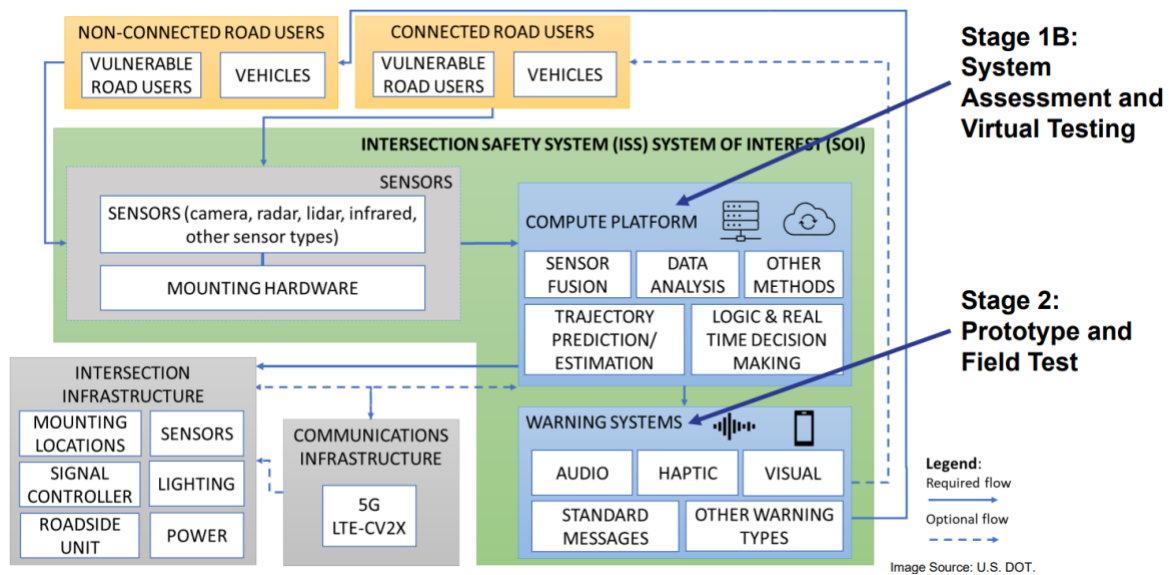 NON-CONNECTED ROAD USERS
VULNERABLE
ROAD USERS
VEHICLES
CONNECTED ROAD USERS
VULNERABLE
ROAD USERS
VEHICLES
Stage 1B:
System
Assessment and
Virtual Testing
INTERSECTION SAFETY SYSTEM (ISS) SYSTEM OF INTEREST (SOI)
SENSORS
SENSORS (camera, radar, lidar, infrared,
other sensor types)
MOUNTING HARDWARE
COMPUTE PLATFORM
SENSOR
FUSION
DATA
ANALYSIS
OTHER
METHODS
TRAJECTORY
PREDICTION/
ESTIMATION
LOGIC & REAL
TIME DECISION
MAKING
Stage 2:
Prototype and
Field Test
INTERSECTION
INFRASTRUCTURE
MOUNTING
LOCATIONS
SENSORS
SIGNAL
CONTROLLER
LIGHTING
ROADSIDE
UNIT
POWER
COMMUNICATIONS
INFRASTRUCTURE
5G
LTE-CV2X
WARNING SYSTEMS
AUDIO
HAPTIC
VISUAL
STANDARD
MESSAGES
OTHER WARNING
TYPES
Legend:
Required flow
Optional flow
Image Source: U.S. DOT.